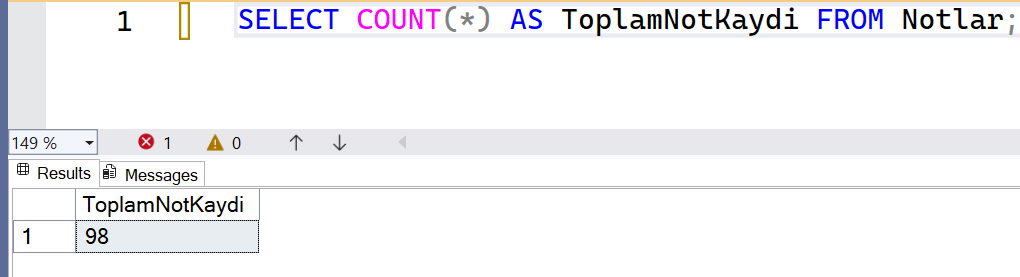 1 SELECT COUNT(*) AS ToplamNotKaydi FROM Notlar;
149 % 1 0
Results Messages
ToplamNotKaydi
1 98